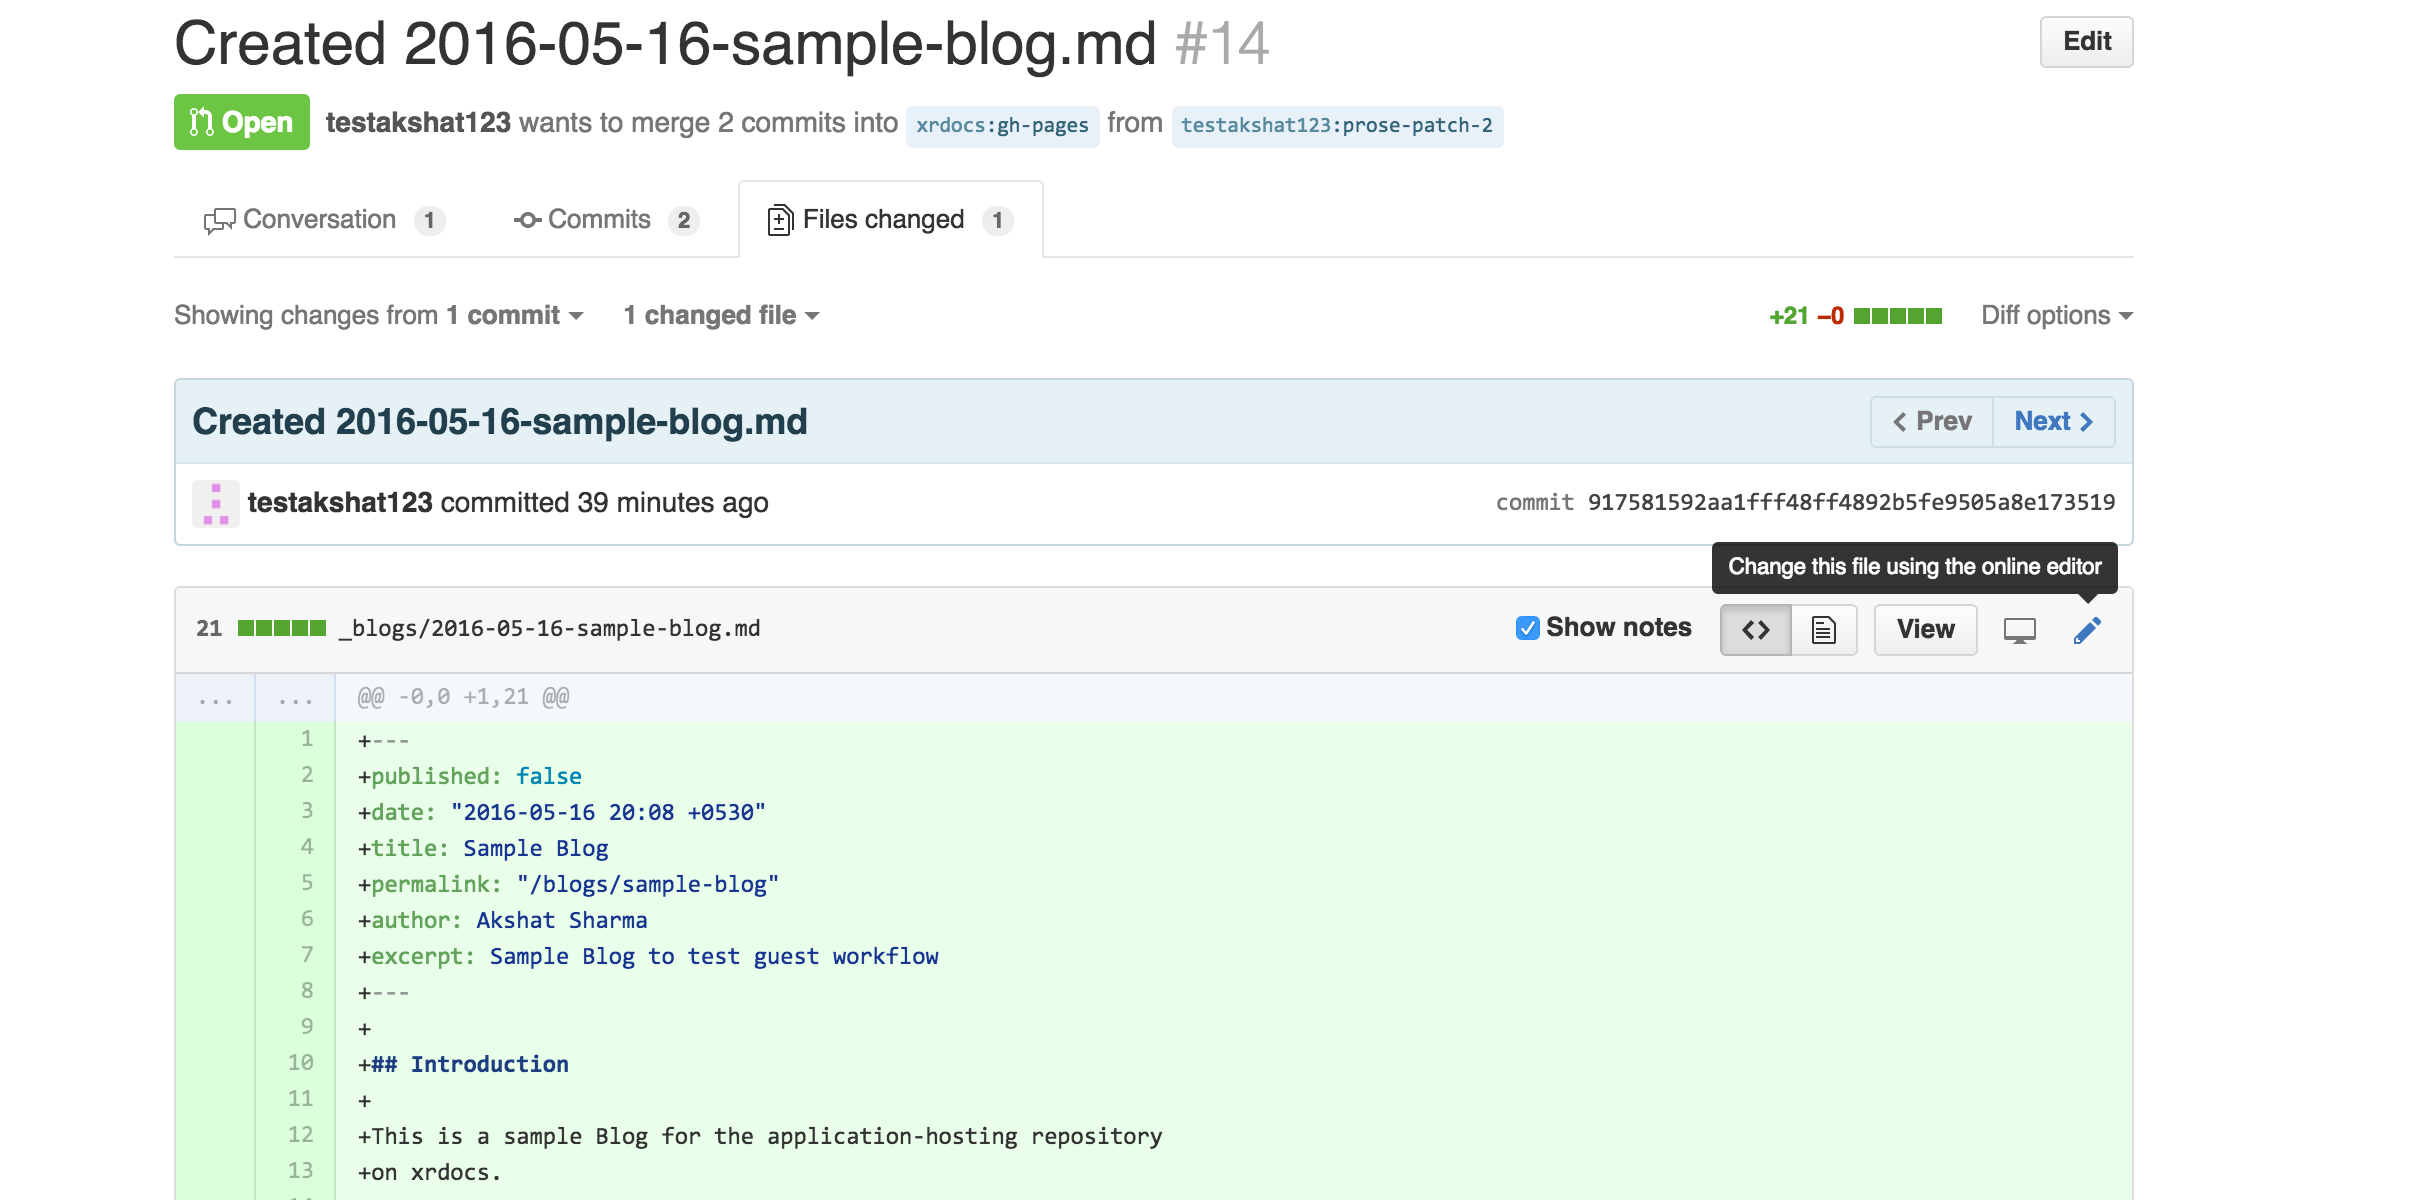 Created 2016-05-16-sample-blog.md #14
Edit
Open testakshat123 wants to merge 2 commits into xrdocs:gh-pages from testakshat123:prose-patch-2
Conversation 1 Commits 2 Files changed 1
Showing changes from 1 commit 1 changed file +21 −0 Diff options
Created 2016-05-16-sample-blog.md Prev Next
testakshat123 committed 39 minutes ago commit 917581592aa1fff48ff4892b5fe9505a8e173519
Change this file using the online editor
21 _blogs/2016-05-16-sample-blog.md Show notes <> View
... ... @@ -0,0 +1,21 @@
1 +---
2 +published: false
3 +date: "2016-05-16 20:08 +0530"
4 +title: Sample Blog
5 +permalink: "/blogs/sample-blog"
6 +author: Akshat Sharma
7 +excerpt: Sample Blog to test guest workflow
8 +---
9 +
10 +## Introduction
11 +
12 +This is a sample Blog for the application-hosting repository
13 +on xrdocs.